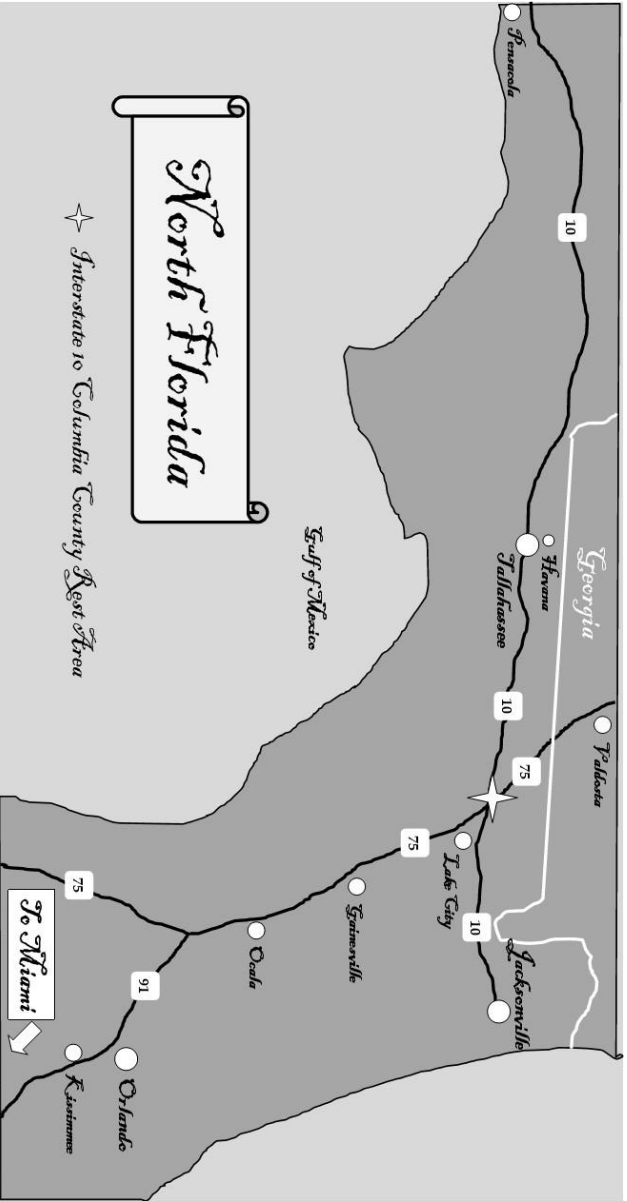 Pensacola
10
Georgia
Havana
Tallahassee
Valdosta
10
75
Lake City
Jacksonville
10
75
Gainesville
Gulf of Mexico
Ocala
North Florida
91
Orlando
75
Kissimmee
Interstate 10 Columbia County Rest Area
To Miami